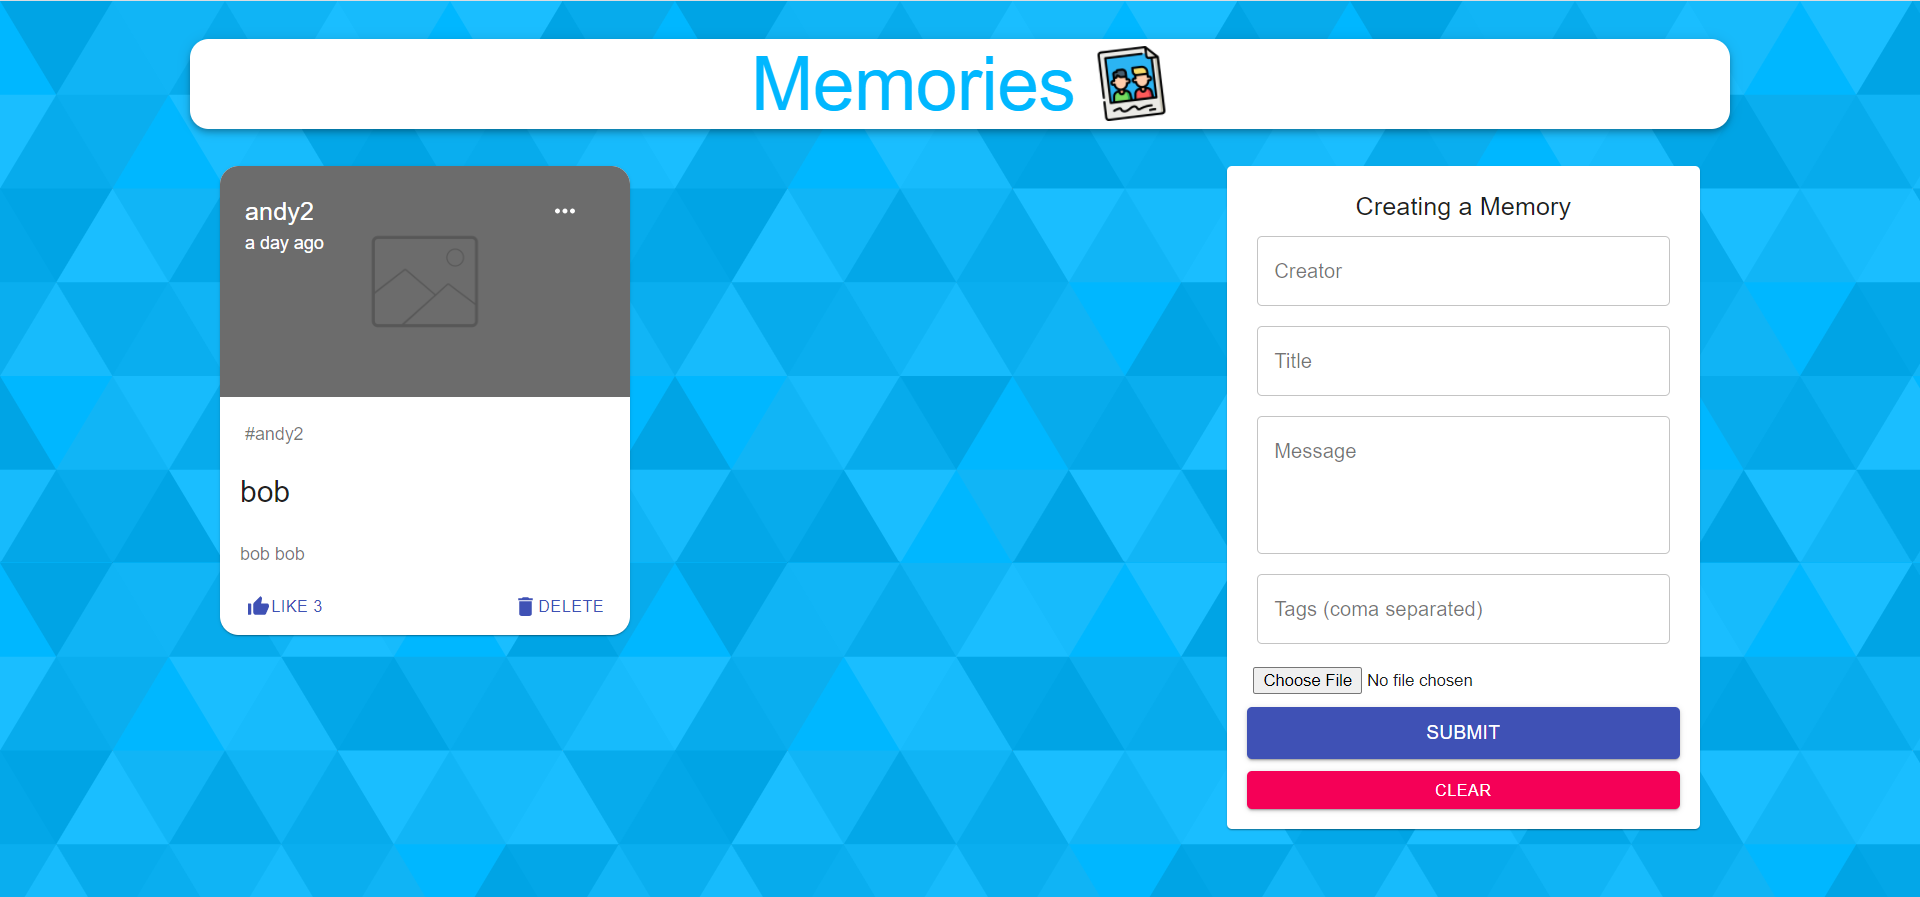 Memories
andy2
a day ago
#andy2
bob
bob bob
LIKE 3
DELETE
Creating a Memory
Creator
Title
Message
Tags (coma separated)
Choose File No file chosen
SUBMIT
CLEAR